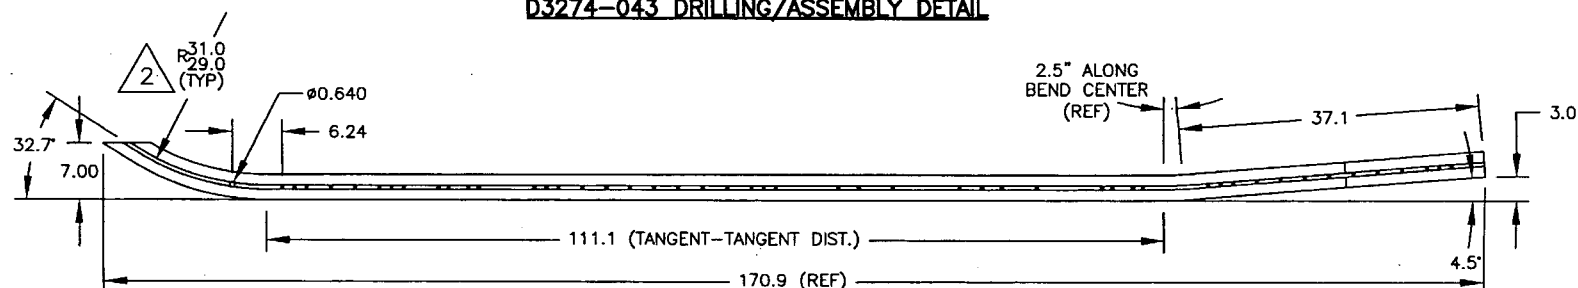 D3274-043 DRILLING/ASSEMBLY DETAIL
2
R31.0
29.0
(TYP)
ø0.640
6.24
32.7°
7.00
2.5" ALONG
BEND CENTER
(REF)
37.1
3.0
111.1 (TANGENT-TANGENT DIST.)
4.5°
170.9 (REF)